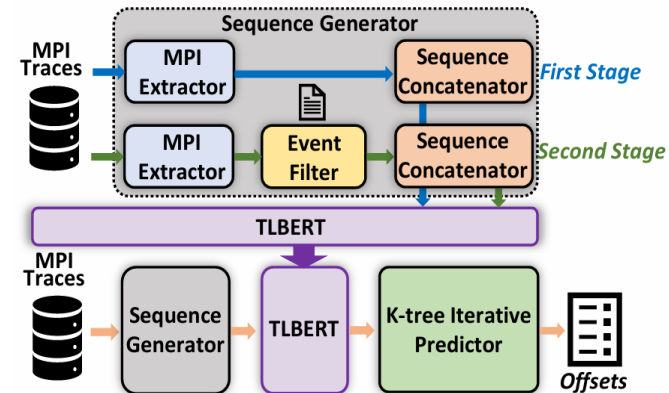 Sequence Generator
MPI
Traces
MPI
Extractor
Sequence
Concatenator
First Stage
MPI
Extractor
Event
Filter
Sequence
Concatenator
Second Stage
TLBERT
MPI
Traces
Sequence
Generator
TLBERT
K-tree Iterative
Predictor
Offsets